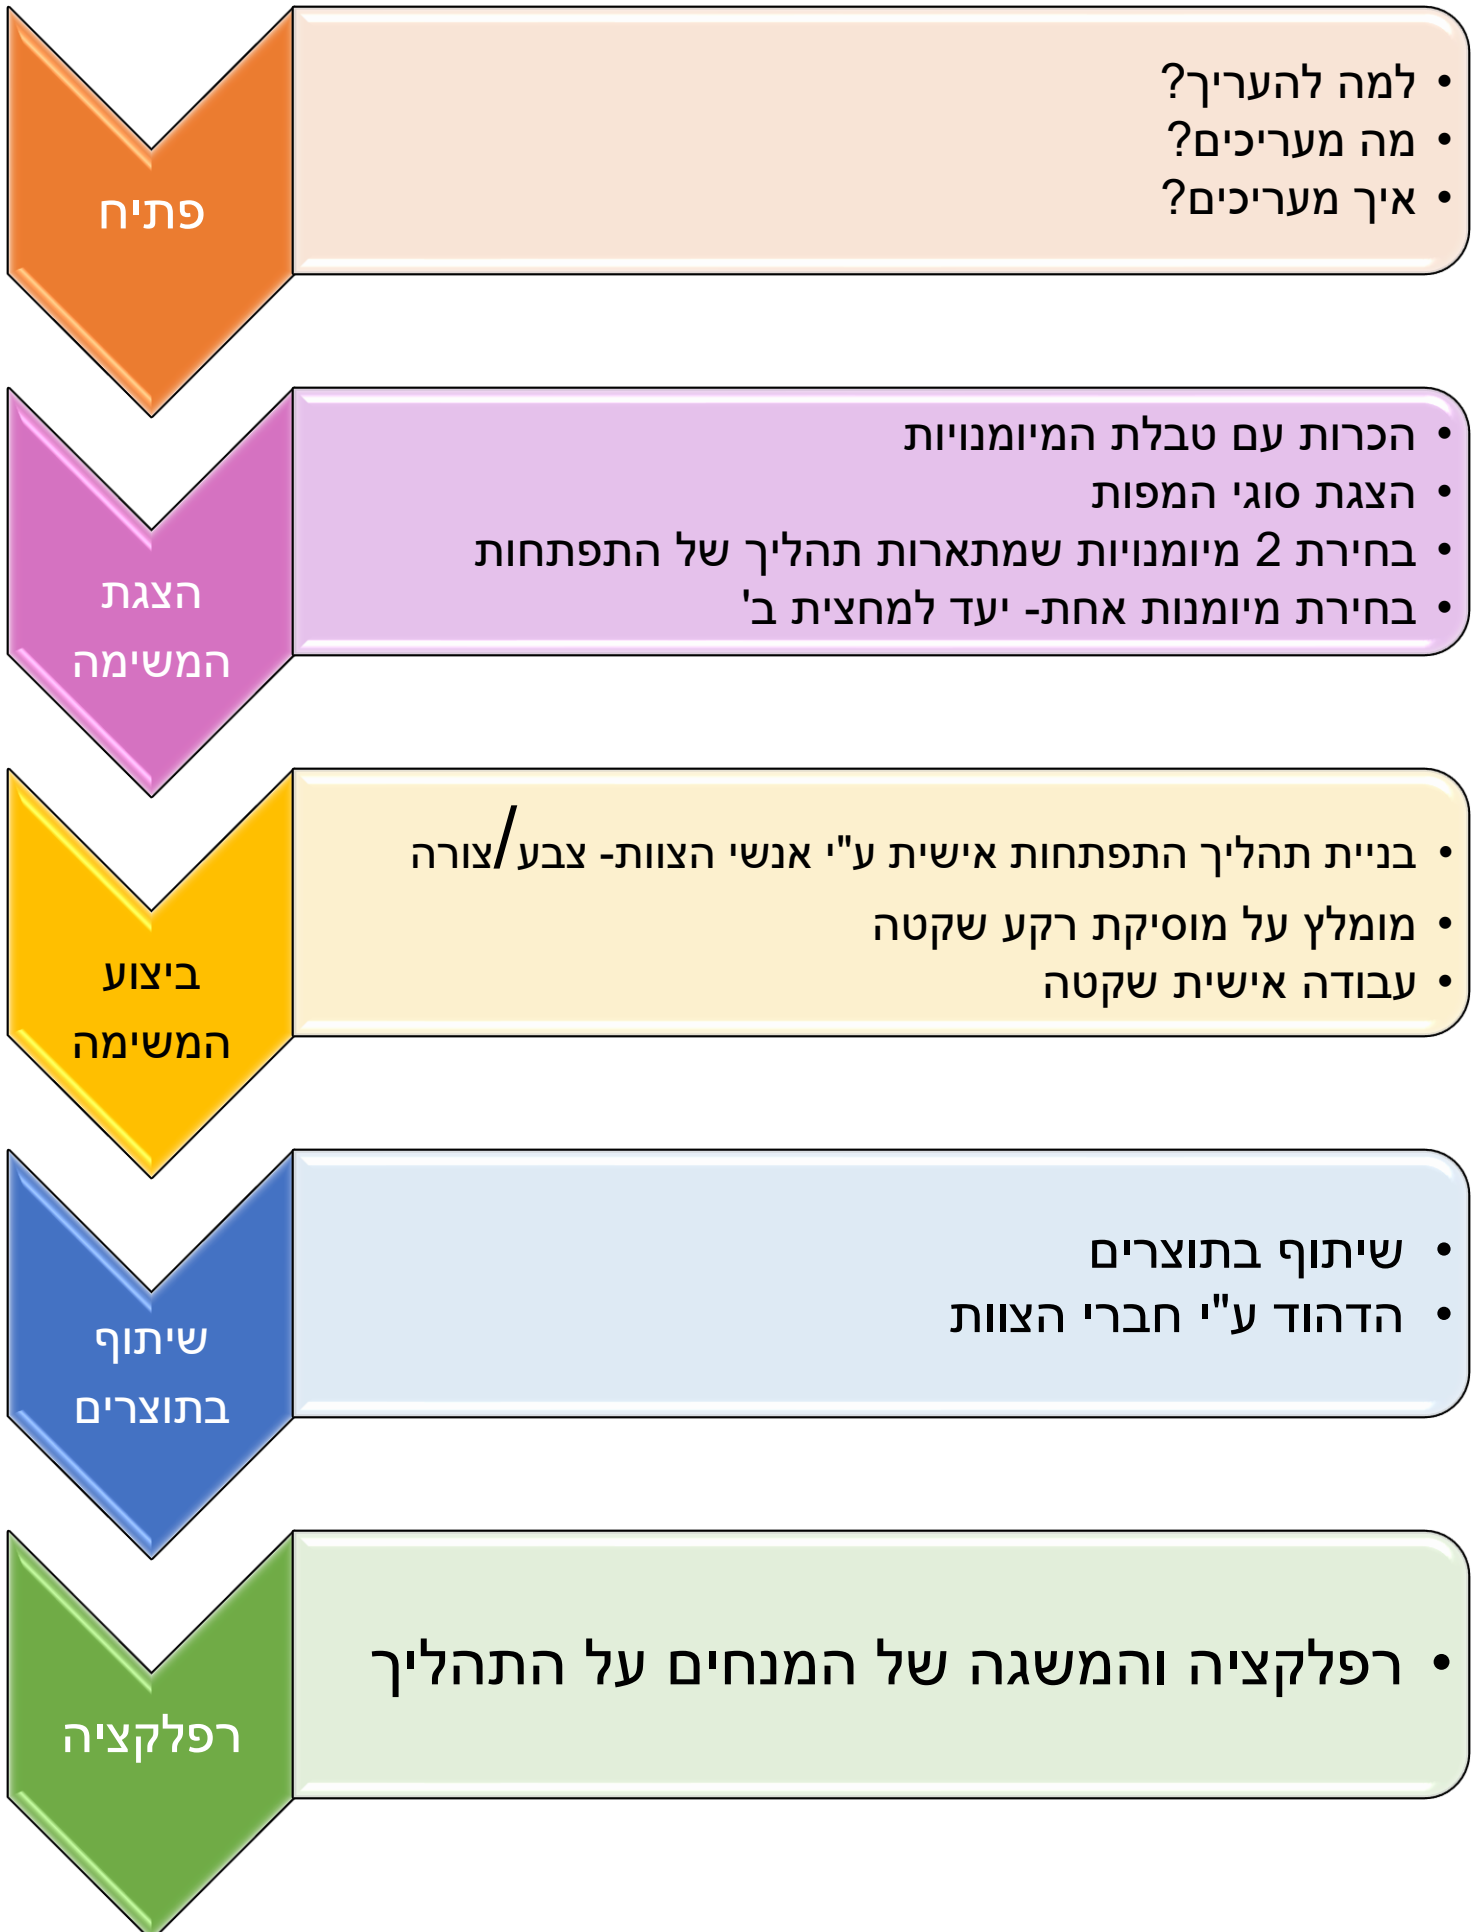 פתיח
• למה להעריך?
• מה מעריכים?
• איך מעריכים?
הצגת
המשימה
• הכרות עם טבלת המיומנויות
• הצגת סוגי המפות
• בחירת 2 מיומנויות שמתארות תהליך של התפתחות
• בחירת מיומנות אחת- יעד למחצית ב'
ביצוע
המשימה
• בניית תהליך התפתחות אישית ע"י אנשי הצוות- צבע/צורה
• מומלץ על מוסיקת רקע שקטה
• עבודה אישית שקטה
שיתוף
בתוצרים
• שיתוף בתוצרים
• הדהוד ע"י חברי הצוות
רפלקציה
• רפלקציה והמשגה של המנחים על התהליך